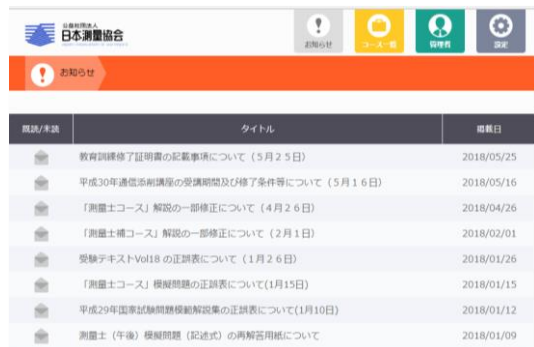 公益社団法人
日本測量協会
お知らせ
コース一覧
管理者
設定
お知らせ
既読/未読 タイトル 掲載日
教育訓練修了証明書の記載事項について（5月25日） 2018/05/25
平成30年通信添削講座の受講期間及び修了条件等について（5月16日） 2018/05/16
「測量士コース」解説の一部修正について（4月26日） 2018/04/26
「測量士補コース」解説の一部修正について（2月1日） 2018/02/01
受験テキストVol18 の正誤表について（1月26日） 2018/01/26
「測量士コース」模擬問題の正誤表について(1月15日) 2018/01/15
平成29年国家試験問題模範解説集の正誤表について(1月10日) 2018/01/12
測量士（午後）模擬問題（記述式）の再解答用紙について 2018/01/09